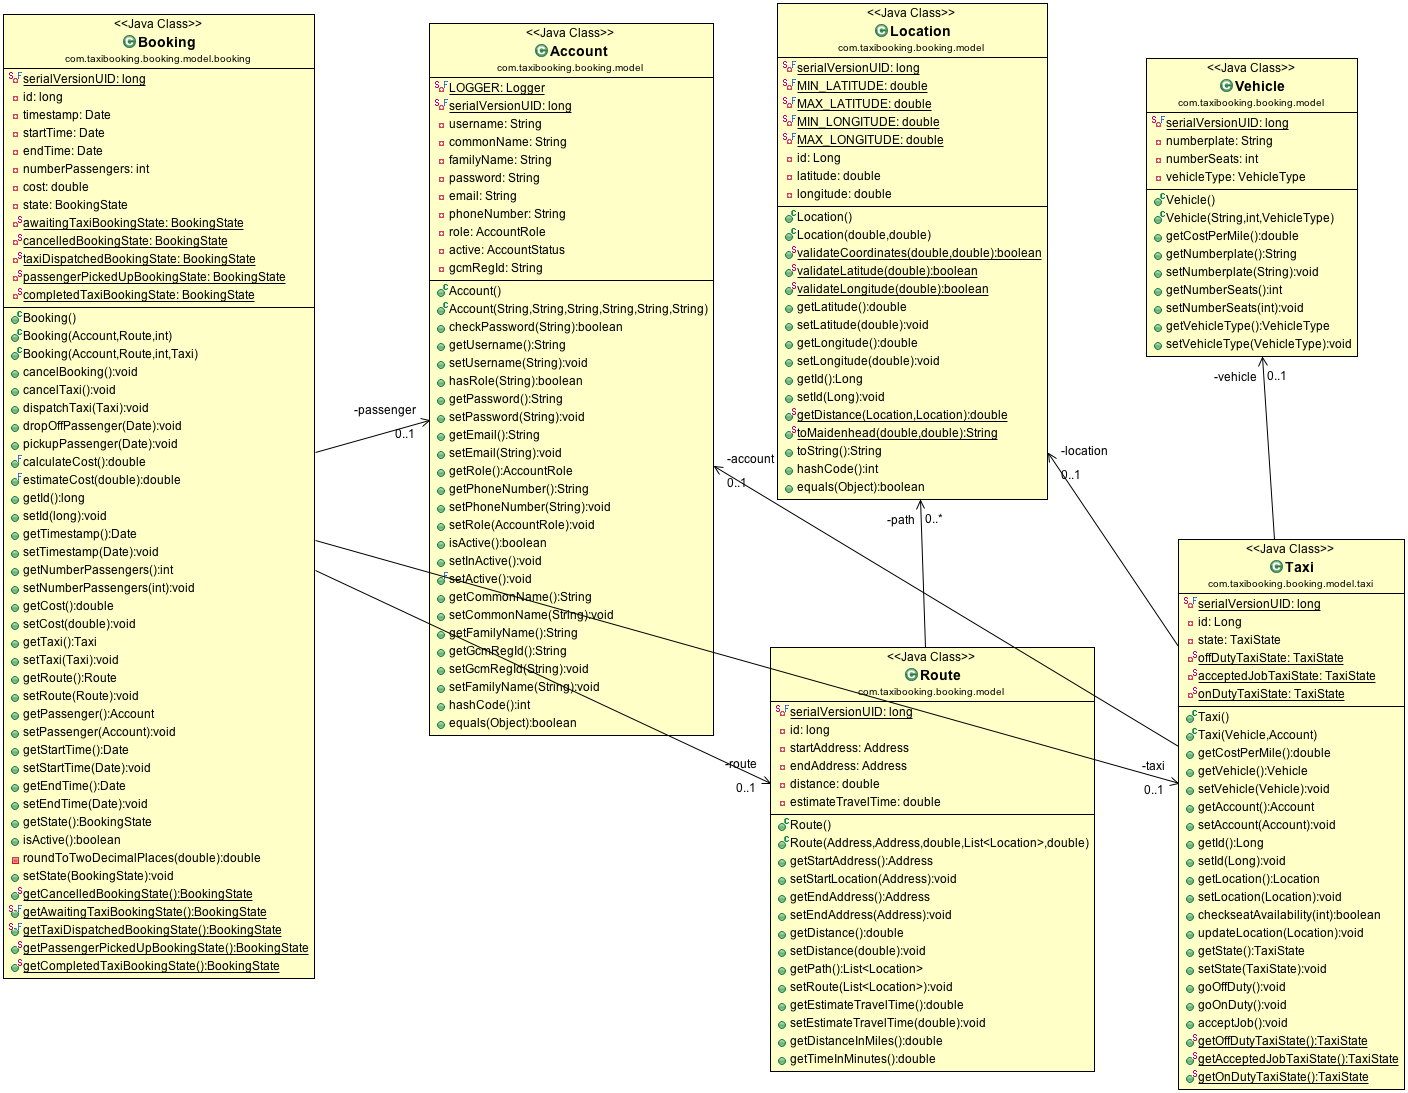 <<Java Class>>
Booking
com.taxibooking.booking.model.booking
serialVersionUID: long
id: long
timestamp: Date
startTime: Date
endTime: Date
numberPassengers: int
cost: double
state: BookingState
awaitingTaxiBookingState: BookingState
cancelledBookingState: BookingState
taxiDispatchedBookingState: BookingState
passengerPickedUpBookingState: BookingState
completedTaxiBookingState: BookingState
Booking()
Booking(Account,Route,int)
Booking(Account,Route,int,Taxi)
cancelBooking():void
cancelTaxi():void
dispatchTaxi(Taxi):void
dropOffPassenger(Date):void
pickupPassenger(Date):void
calculateCost():double
estimateCost(double):double
getId():long
setId(long):void
getTimestamp():Date
setTimestamp(Date):void
getNumberPassengers():int
setNumberPassengers(int):void
getCost():double
setCost(double):void
getTaxi():Taxi
setTaxi(Taxi):void
getRoute():Route
setRoute(Route):void
getPassenger():Account
setPassenger(Account):void
getStartTime():Date
setStartTime(Date):void
getEndTime():Date
setEndTime(Date):void
getState():BookingState
isActive():boolean
roundToTwoDecimalPlaces(double):double
setState(BookingState):void
getCancelledBookingState():BookingState
getAwaitingTaxiBookingState():BookingState
getTaxiDispatchedBookingState():BookingState
getPassengerPickedUpBookingState():BookingState
getCompletedTaxiBookingState():BookingState
-passenger
0..1
<<Java Class>>
Account
com.taxibooking.booking.model
LOGGER: Logger
serialVersionUID: long
username: String
commonName: String
familyName: String
password: String
email: String
phoneNumber: String
role: AccountRole
active: AccountStatus
gcmRegId: String
Account()
Account(String,String,String,String,String,String)
checkPassword(String):boolean
getUsername():String
setUsername(String):void
hasRole(String):boolean
getPassword():String
setPassword(String):void
getEmail():String
setEmail(String):void
getRole():AccountRole
getPhoneNumber():String
setPhoneNumber(String):void
setRole(AccountRole):void
isActive():boolean
setInActive():void
setActive():void
getCommonName():String
setCommonName(String):void
getFamilyName():String
getGcmRegId():String
setGcmRegId(String):void
setFamilyName(String):void
hashCode():int
equals(Object):boolean
-account
0..1
<<Java Class>>
Location
com.taxibooking.booking.model
serialVersionUID: long
MIN_LATITUDE: double
MAX_LATITUDE: double
MIN_LONGITUDE: double
MAX_LONGITUDE: double
id: Long
latitude: double
longitude: double
Location()
Location(double,double)
validateCoordinates(double,double):boolean
validateLatitude(double):boolean
validateLongitude(double):boolean
getLatitude():double
setLatitude(double):void
getLongitude():double
setLongitude(double):void
getId():Long
setId(Long):void
getDistance(Location,Location):double
toMaidenhead(double,double):String
toString():String
hashCode():int
equals(Object):boolean
-location
0..1
-path
0..*
<<Java Class>>
Route
com.taxibooking.booking.model
serialVersionUID: long
id: long
startAddress: Address
endAddress: Address
distance: double
estimateTravelTime: double
Route()
Route(Address,Address,double,List<Location>,double)
getStartAddress():Address
setStartLocation(Address):void
getEndAddress():Address
setEndAddress(Address):void
getDistance():double
setDistance(double):void
getPath():List<Location>
setRoute(List<Location>):void
getEstimateTravelTime():double
setEstimateTravelTime(double):void
getDistanceInMiles():double
getTimeInMinutes():double
-route
0..1
<<Java Class>>
Vehicle
com.taxibooking.booking.model
serialVersionUID: long
numberplate: String
numberSeats: int
vehicleType: VehicleType
Vehicle()
Vehicle(String,int,VehicleType)
getCostPerMile():double
getNumberplate():String
setNumberplate(String):void
getNumberSeats():int
setNumberSeats(int):void
getVehicleType():VehicleType
setVehicleType(VehicleType):void
-vehicle
0..1
<<Java Class>>
Taxi
com.taxibooking.booking.model.taxi
serialVersionUID: long
id: Long
state: TaxiState
offDutyTaxiState: TaxiState
acceptedJobTaxiState: TaxiState
onDutyTaxiState: TaxiState
Taxi()
Taxi(Vehicle,Account)
getCostPerMile():double
getVehicle():Vehicle
setVehicle(Vehicle):void
getAccount():Account
setAccount(Account):void
getId():Long
setId(Long):void
getLocation():Location
setLocation(Location):void
checkseatAvailability(int):boolean
updateLocation(Location):void
getState():TaxiState
setState(TaxiState):void
goOffDuty():void
goOnDuty():void
acceptJob():void
getOffDutyTaxiState():TaxiState
getAcceptedJobTaxiState():TaxiState
getOnDutyTaxiState():TaxiState
-taxi
0..1